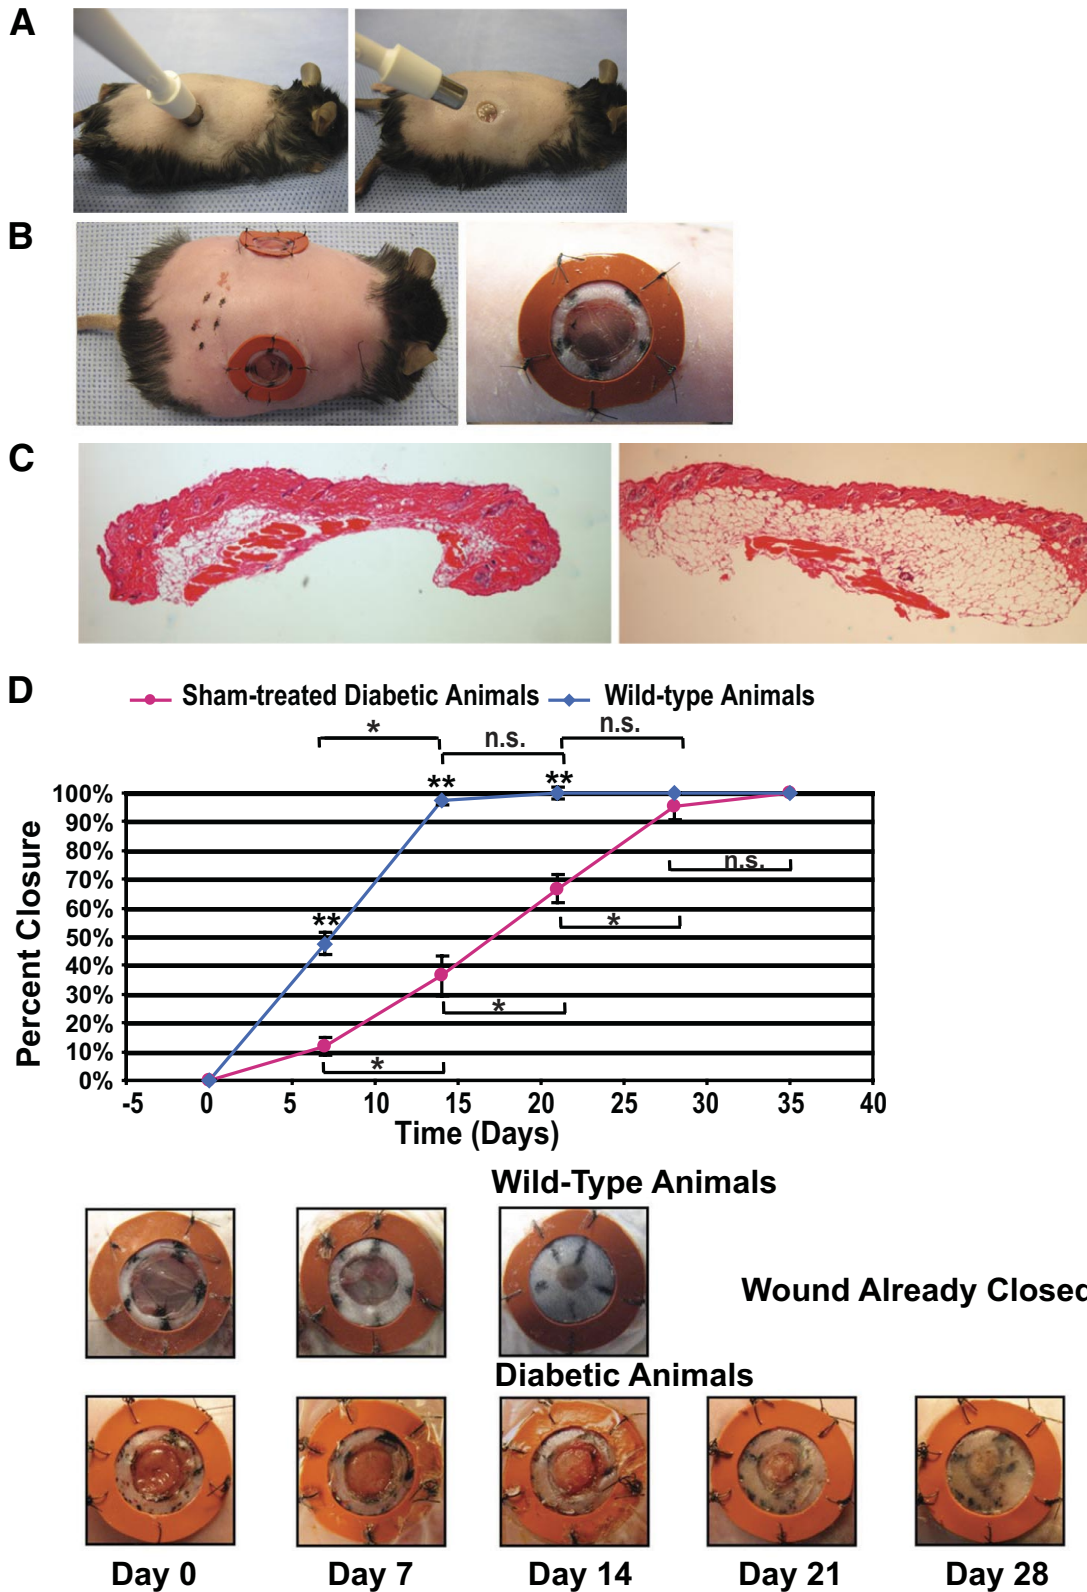 A
B
C
D
Sham-treated Diabetic Animals
Wild-type Animals
*
n.s.
n.s.
**
**
**
100%
90%
80%
70%
60%
50%
40%
30%
20%
10%
0%
Percent Closure
n.s.
*
*
*
-5 0 5 10 15 20 25 30 35 40
Time (Days)
Wild-Type Animals
Wound Already Closed
Diabetic Animals
Day 0 Day 7 Day 14 Day 21 Day 28